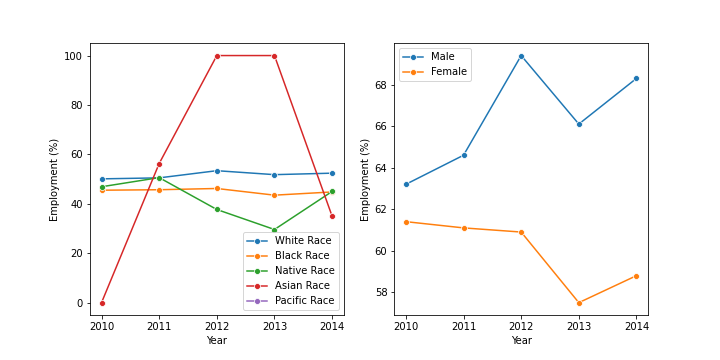 100
80
60
40
20
0
Employment (%)
2010 2011 2012 2013 2014
Year
White Race
Black Race
Native Race
Asian Race
Pacific Race
68
66
64
62
60
58
Employment (%)
2010 2011 2012 2013 2014
Year
Male
Female